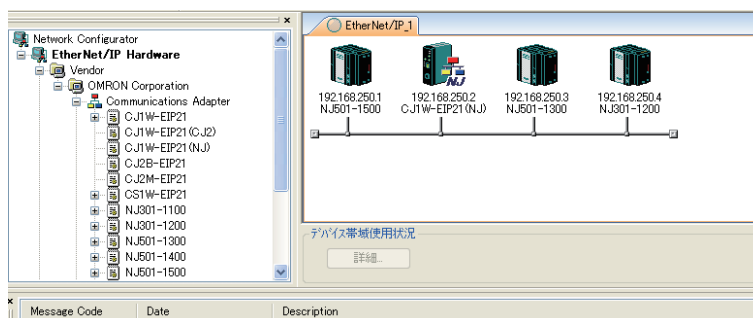 Network Configurator
EtherNet/IP Hardware
Vendor
OMRON Corporation
Communications Adapter
CJ1W-EIP21
CJ1W-EIP21(CJ2)
CJ1W-EIP21(NJ)
CJ2B-EIP21
CJ2M-EIP21
CS1W-EIP21
NJ301-1100
NJ301-1200
NJ501-1300
NJ501-1400
NJ501-1500
EtherNet/IP_1
NJ
192.168.250.1
NJ501-1500
192.168.250.2
CJ1W-EIP21(NJ)
192.168.250.3
NJ501-1300
192.168.250.4
NJ301-1200
デバイス帯域使用状況
詳細...
Message Code Date Description